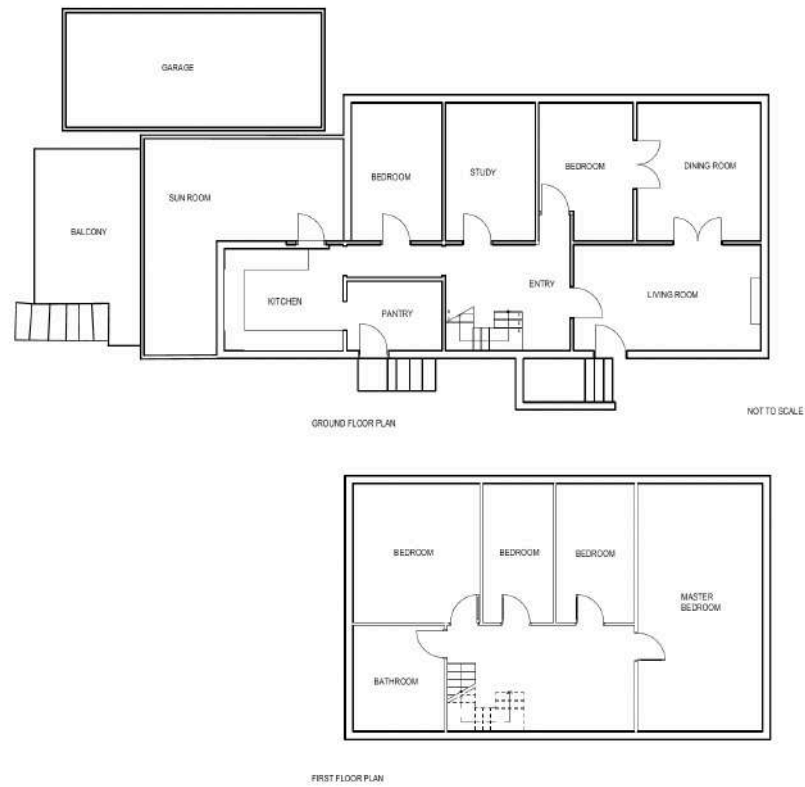 GARAGE
SUN ROOM
BALCONY
BEDROOM
STUDY
BEDROOM
DINING ROOM
KITCHEN
PANTRY
ENTRY
LIVING ROOM
GROUND FLOOR PLAN
NOT TO SCALE
BEDROOM
BEDROOM
BEDROOM
MASTER
BEDROOM
BATHROOM
FIRST FLOOR PLAN